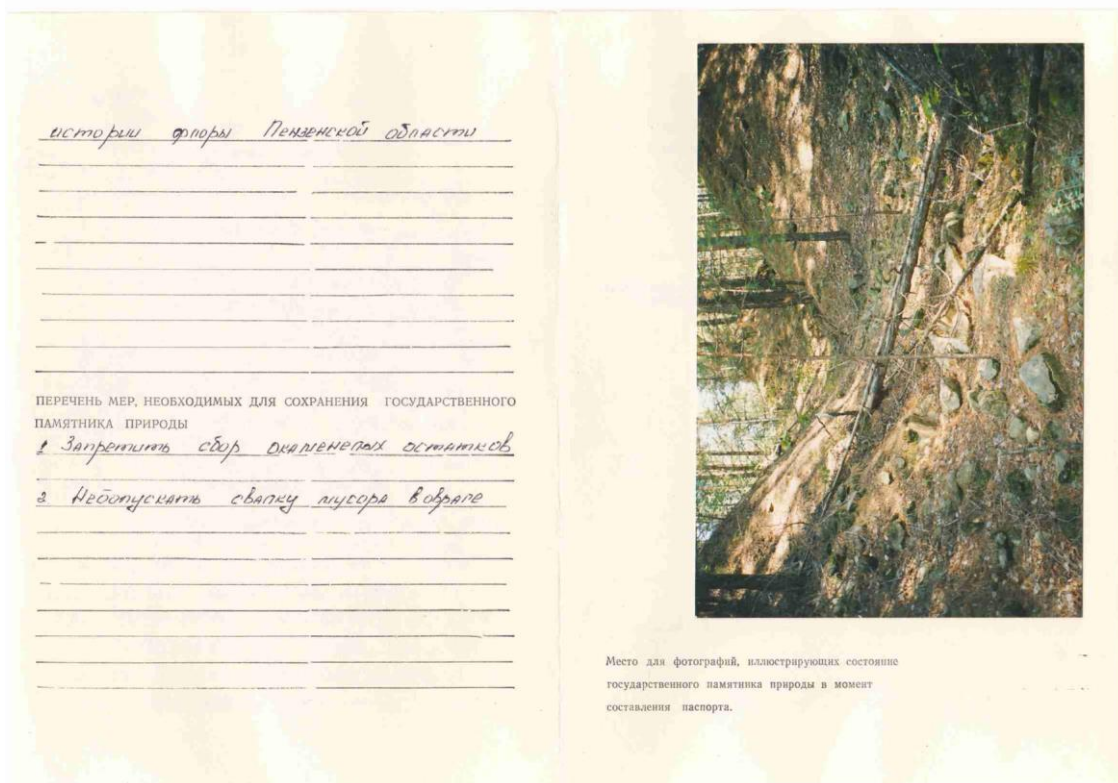 истории флоры Пензенской области
ПЕРЕЧЕНЬ МЕР, НЕОБХОДИМЫХ ДЛЯ СОХРАНЕНИЯ ГОСУДАРСТВЕННОГО
ПАМЯТНИКА ПРИРОДЫ
1 Запретить сбор окаменелых остатков
2 Недопускать свалку мусора в овраге
Место для фотографий, иллюстрирующих состояние
государственного памятника природы в момент
составления паспорта.